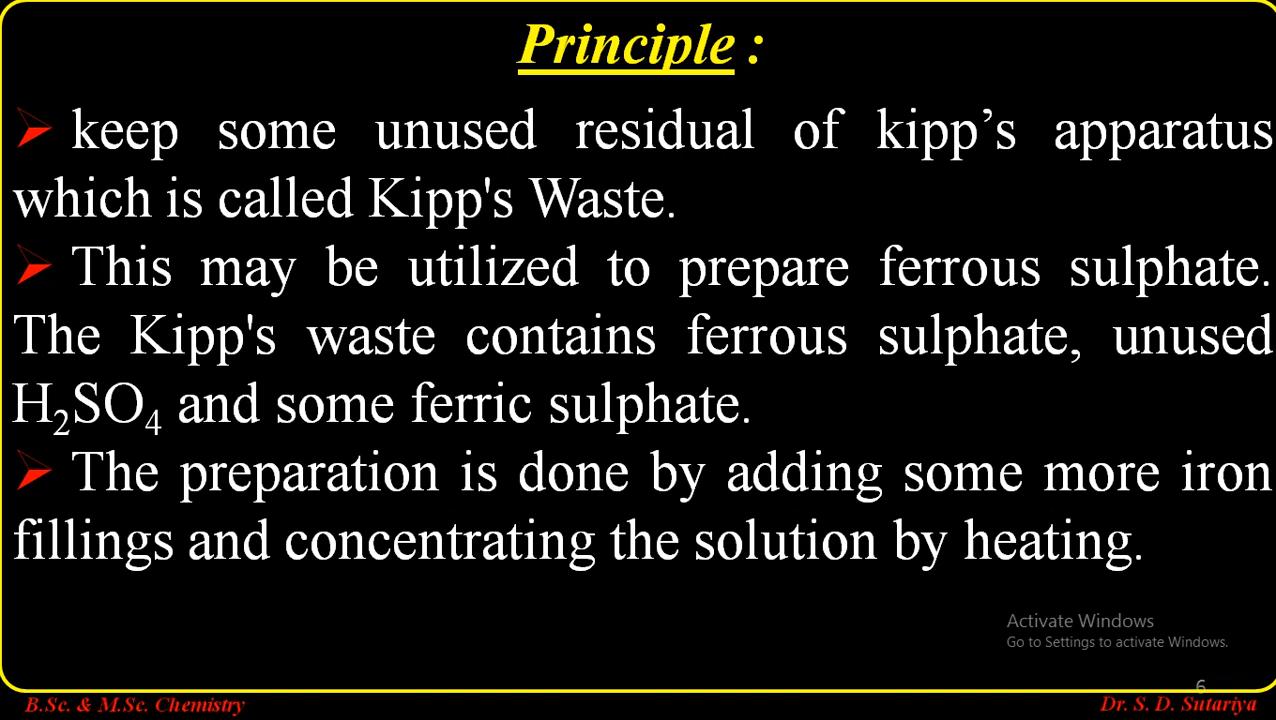 Principle :
➢ keep some unused residual of kipp’s apparatus
which is called Kipp's Waste.
➢ This may be utilized to prepare ferrous sulphate.
The Kipp's waste contains ferrous sulphate, unused
H₂SO₄ and some ferric sulphate.
➢ The preparation is done by adding some more iron
fillings and concentrating the solution by heating.
Activate Windows
Go to Settings to activate Windows.
6
B.Sc. & M.Sc. Chemistry
Dr. S. D. Sutariya